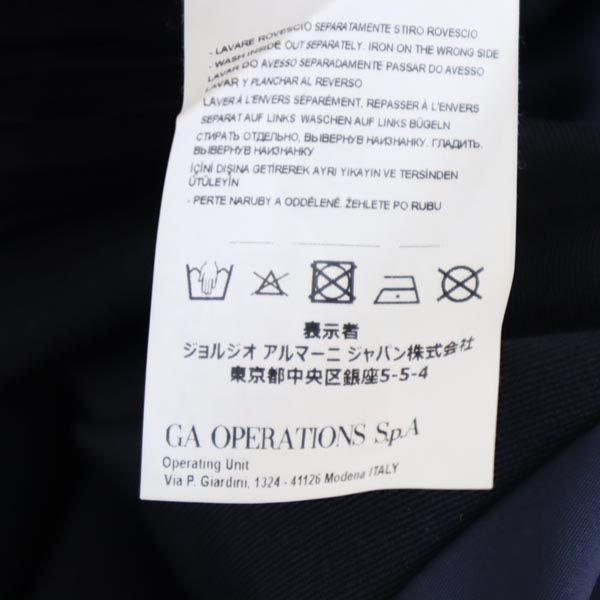 - LAVARE ROVESCIO SEPARATAMENTE STIRO ROVESCIO
- WASH INSIDE OUT SEPARATELY. IRON ON THE WRONG SIDE
LAVAR DO AVESSO SEPARADAMENTE PASSAR DO AVESSO
LAVAR Y PLANCHAR AL REVERSO
LAVER À L'ENVERS SÉPARÉMENT, REPASSER À L'ENVERS
SEPARAT AUF LINKS WASCHEN AUF LINKS BÜGELN
СТИРАТЬ ОТДЕЛЬНО, ВЫВЕРНУВ НАИЗНАНКУ. ГЛАДИТЬ.
ВЫВЕРНУВ НАИЗНАНКУ
İÇİNİ DIŞINA GETİREREK AYRI YIKAYIN VE TERSİNDEN
ÜTÜLEYİN
- PERTE NARUBY A ODDĚLENĚ. ŽEHLETE PO RUBU
表示者
ジョルジオ アルマーニ ジャパン株式会社
東京都中央区銀座5-5-4
GA OPERATIONS S.p.A
Operating Unit
Via P. Giardini, 1324 - 41126 Modena ITALY